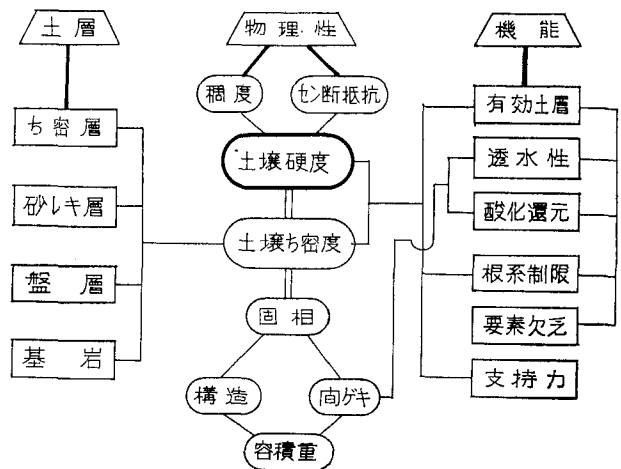 土層
ち密層
砂レキ層
盤層
基岩
物理性
稠度
セン断抵抗
土壌硬度
土壌ち密度
固相
構造
間ゲキ
容積重
機能
有効土層
透水性
酸化還元
根系制限
要素欠乏
支持力